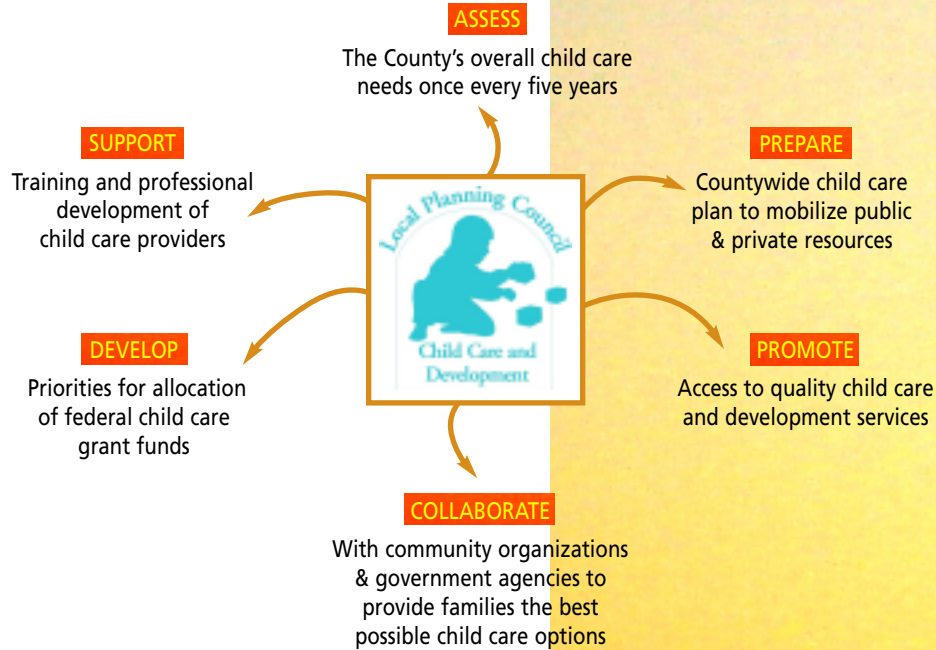 ASSESS
The County's overall child care
needs once every five years
SUPPORT
Training and professional
development of
child care providers
PREPARE
Countywide child care
plan to mobilize public
& private resources
Local Planning Council
Child Care and
Development
DEVELOP
Priorities for allocation
of federal child care
grant funds
PROMOTE
Access to quality child care
and development services
COLLABORATE
With community organizations
& government agencies to
provide families the best
possible child care options